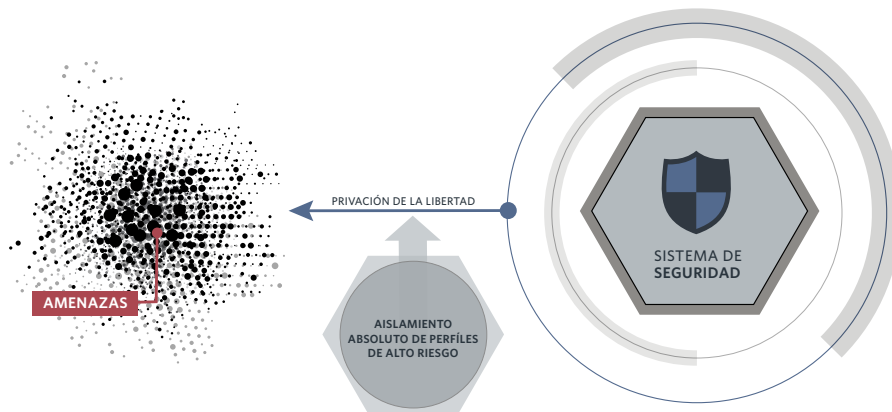 PRIVACIÓN DE LA LIBERTAD
SISTEMA DE
SEGURIDAD
AMENAZAS
AISLAMIENTO
ABSOLUTO DE PERFÍLES
DE ALTO RIESGO